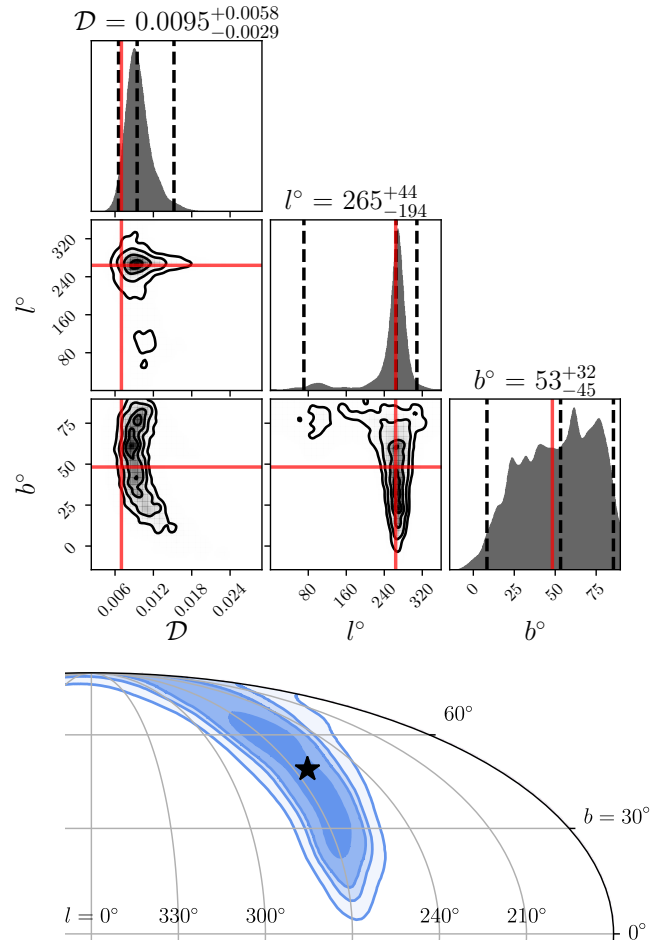 𝒟 = 0.0095^{+0.0058}_{-0.0029}
l° = 265^{+44}_{-194}
320
240
160
80
l°
b° = 53^{+32}_{-45}
75
50
25
0
b°
0.006 0.012 0.018 0.024
80 160 240 320
0 25 50 75
𝒟 l° b°
60°
b = 30°
l = 0° 330° 300° 240° 210°
0°